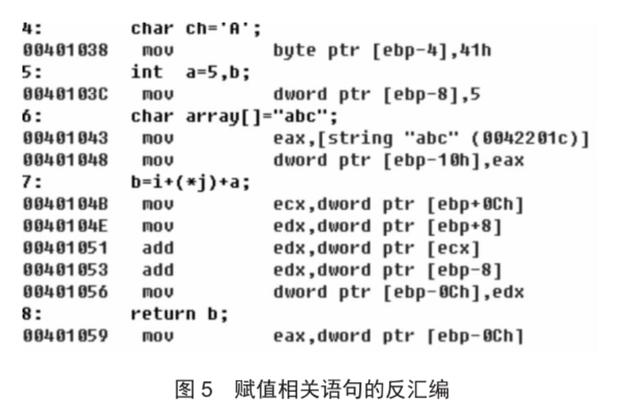 4:          char ch='A';
00401038    mov         byte ptr [ebp-4],41h
5:          int  a=5,b;
0040103C    mov         dword ptr [ebp-8],5
6:          char array[]="abc";
00401043    mov         eax,[string "abc" (0042201c)]
00401048    mov         dword ptr [ebp-10h],eax
7:          b=i+(*j)+a;
0040104B    mov         ecx,dword ptr [ebp+0Ch]
0040104E    mov         edx,dword ptr [ebp+8]
00401051    add         edx,dword ptr [ecx]
00401053    add         edx,dword ptr [ebp-8]
00401056    mov         dword ptr [ebp-0Ch],edx
8:          return b;
00401059    mov         eax,dword ptr [ebp-0Ch]
图 5　赋值相关语句的反汇编